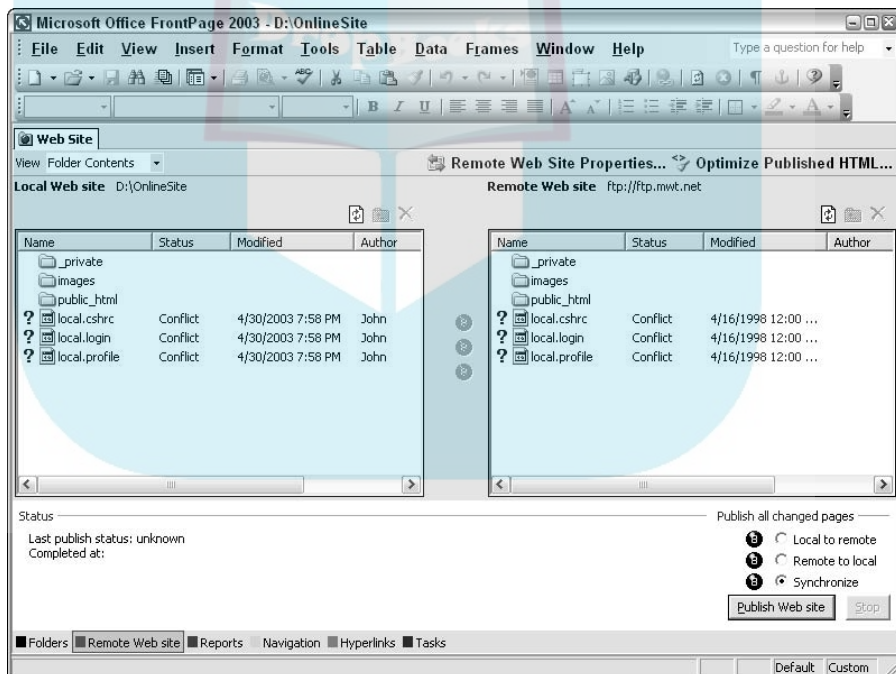 Microsoft Office FrontPage 2003 - D:\OnlineSite
File Edit View Insert Format Tools Table Data Frames Window Help Type a question for help
B I U A A A
Web Site
View Folder Contents Remote Web Site Properties... Optimize Published HTML...
Local Web site D:\OnlineSite Remote Web site ftp://ftp.mwt.net
Name Status Modified Author Name Status Modified Author
_private _private
images images
public_html public_html
? local.cshrc Conflict 4/30/2003 7:58 PM John ? local.cshrc Conflict 4/16/1998 12:00 ...
? local.login Conflict 4/30/2003 7:58 PM John ? local.login Conflict 4/16/1998 12:00 ...
? local.profile Conflict 4/30/2003 7:58 PM John ? local.profile Conflict 4/16/1998 12:00 ...
Status Publish all changed pages
Last publish status: unknown Local to remote
Completed at: Remote to local
Synchronize
Publish Web site Stop
Folders Remote Web site Reports Navigation Hyperlinks Tasks
Default Custom